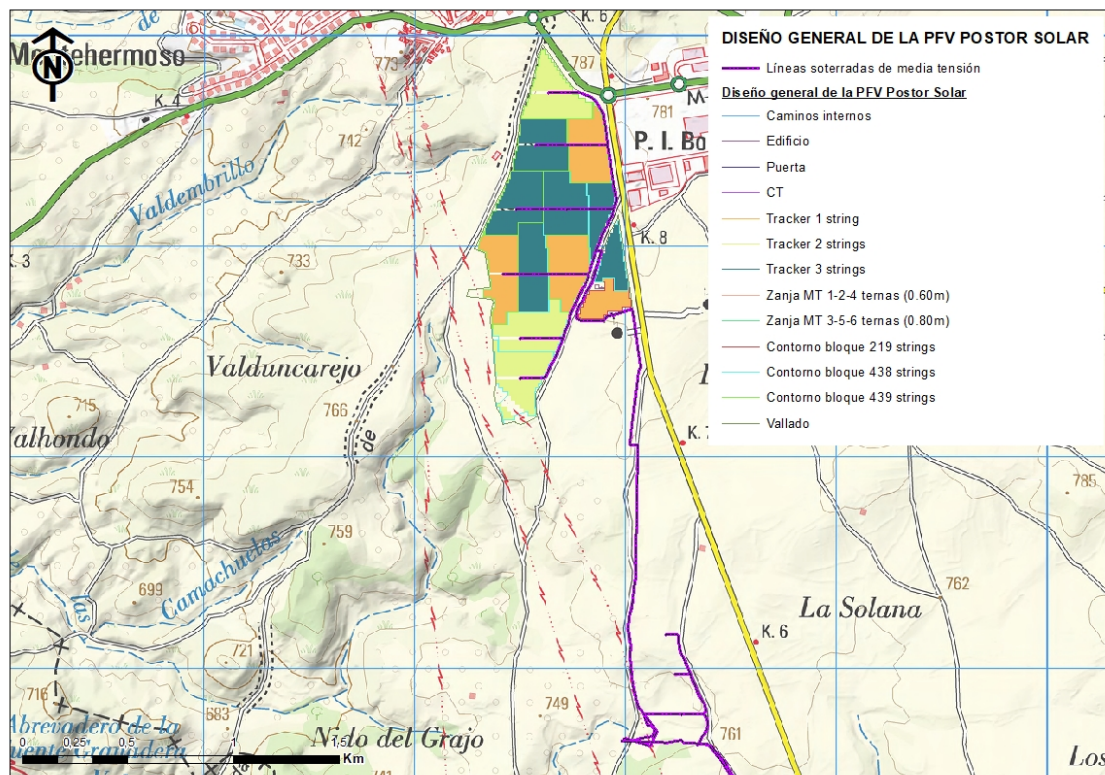 Montehermoso
N
de
773
K. 4
742
Valdembrillo
K. 3
733
K. 6
787
781
P. I. Bo
K. 8
Valduncarejo
766
de
715
754
759
Camachuelas
las
699
721
716
683
Abrevadero de la
Nido del Grajo
749
741
761
K. 7
K. 6
La Solana
762
785
Los
0
0,25
0,5
1
1,5
Km
DISEÑO GENERAL DE LA PFV POSTOR SOLAR
Líneas soterradas de media tensión
Diseño general de la PFV Postor Solar
Caminos internos
Edificio
Puerta
CT
Tracker 1 string
Tracker 2 strings
Tracker 3 strings
Zanja MT 1-2-4 ternas (0.60m)
Zanja MT 3-5-6 ternas (0.80m)
Contorno bloque 219 strings
Contorno bloque 438 strings
Contorno bloque 439 strings
Vallado